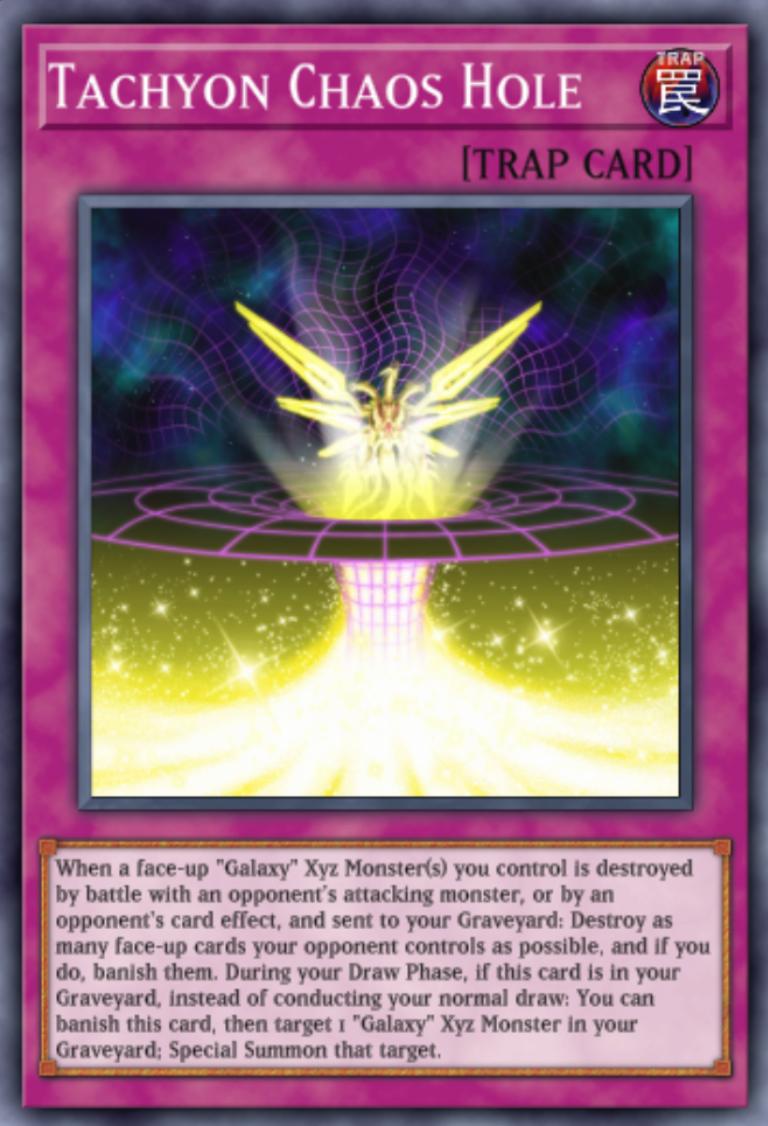 TACHYON CHAOS HOLE
TRAP
罠
[TRAP CARD]
When a face-up "Galaxy" Xyz Monster(s) you control is destroyed
by battle with an opponent's attacking monster, or by an
opponent's card effect, and sent to your Graveyard: Destroy as
many face-up cards your opponent controls as possible, and if you
do, banish them. During your Draw Phase, if this card is in your
Graveyard, instead of conducting your normal draw: You can
banish this card, then target 1 "Galaxy" Xyz Monster in your
Graveyard; Special Summon that target.